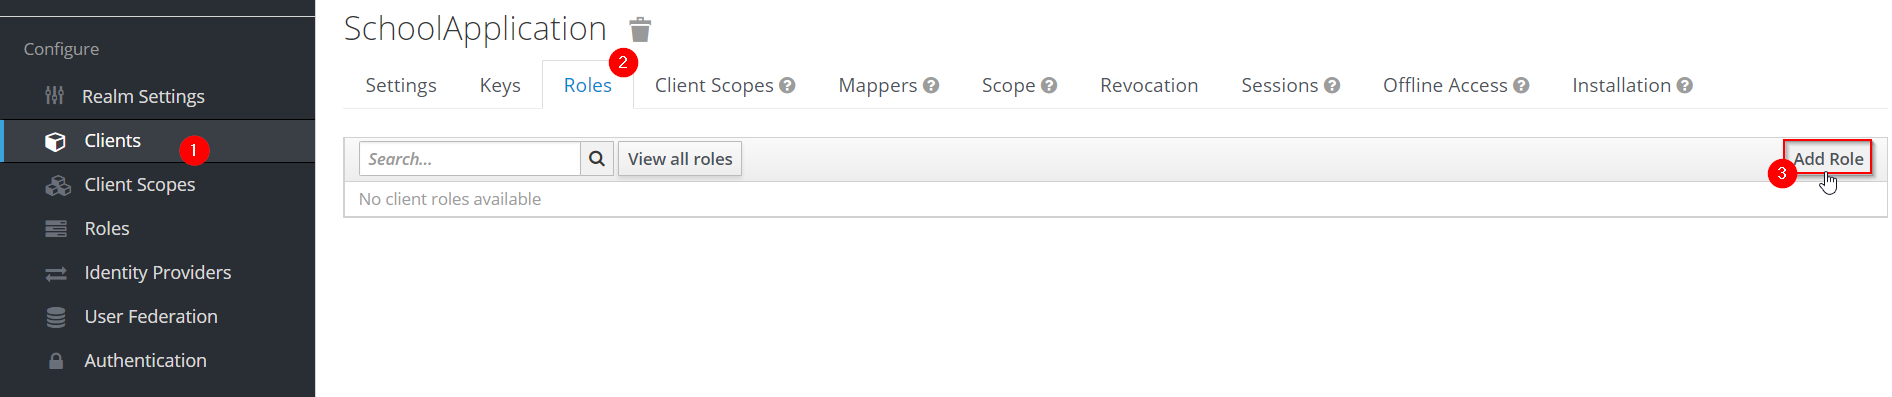 Configure
Realm Settings
Clients 1
Client Scopes
Roles
Identity Providers
User Federation
Authentication
SchoolApplication
2
Settings Keys Roles Client Scopes ? Mappers ? Scope ? Revocation Sessions ? Offline Access ? Installation ?
Search... View all roles Add Role
3
No client roles available